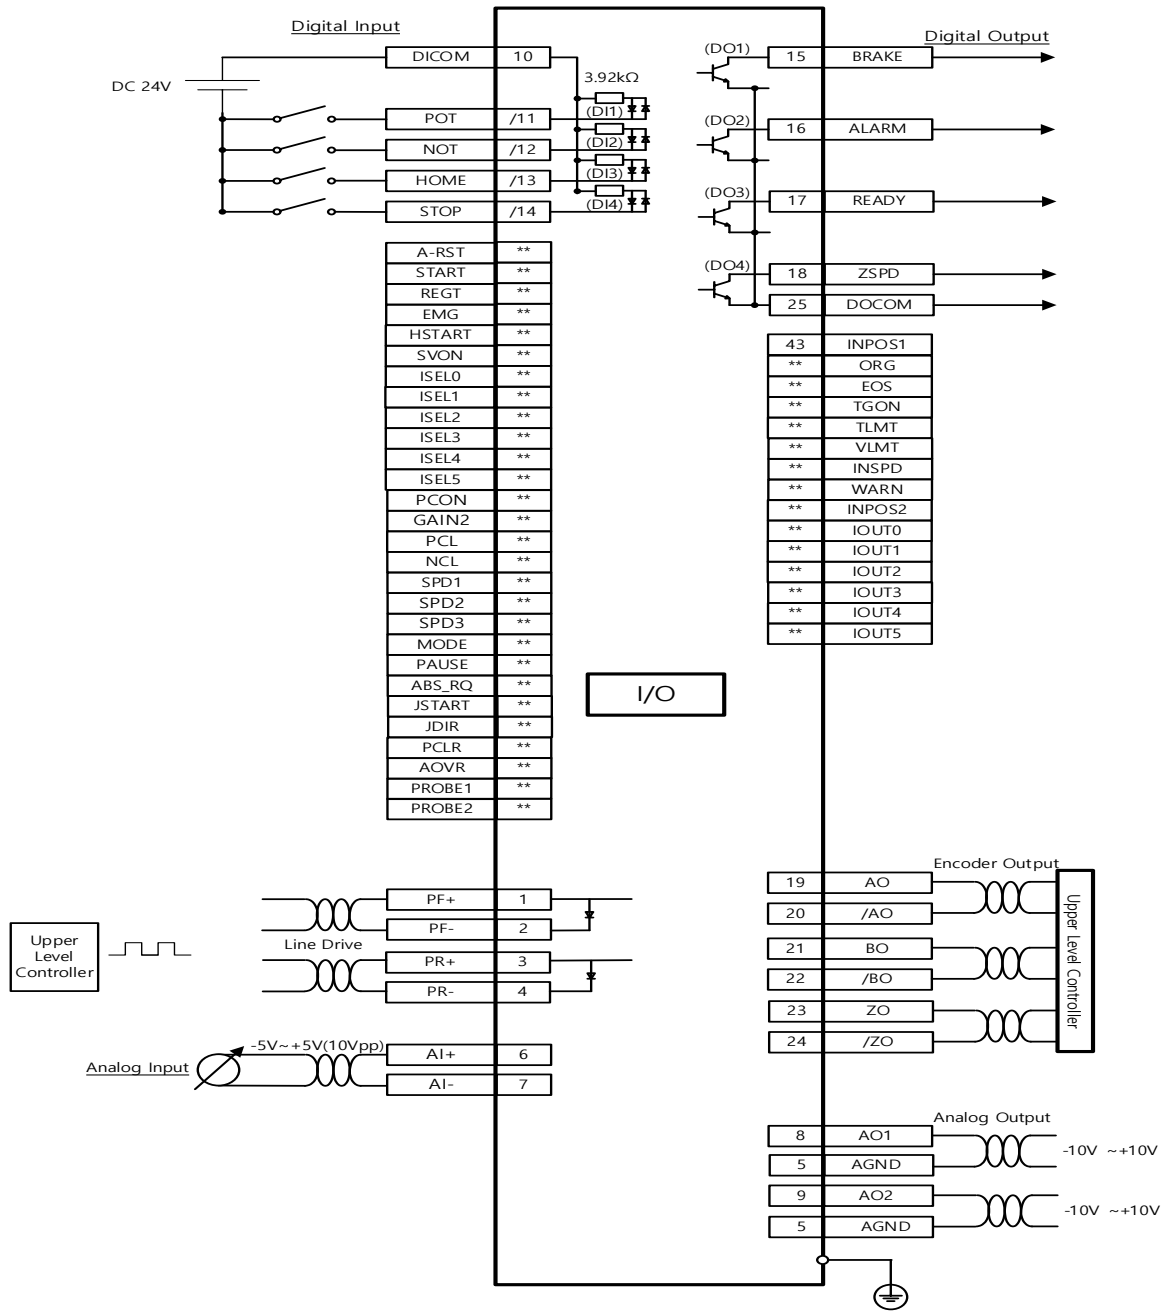 Digital Input
DICOM 10
DC 24V
3.92kΩ
POT /11 (DI1)
NOT /12 (DI2)
HOME /13 (DI3)
STOP /14 (DI4)
A-RST **
START **
REGT **
EMG **
HSTART **
SVON **
ISEL0 **
ISEL1 **
ISEL2 **
ISEL3 **
ISEL4 **
ISEL5 **
PCON **
GAIN2 **
PCL **
NCL **
SPD1 **
SPD2 **
SPD3 **
MODE **
PAUSE **
ABS_RQ **
JSTART **
JDIR **
PCLR **
AOVR **
PROBE1 **
PROBE2 **
Digital Output
(DO1) 15 BRAKE
(DO2) 16 ALARM
(DO3) 17 READY
(DO4) 18 ZSPD
25 DOCOM
43 INPOS1
** ORG
** EOS
** TGON
** TLMT
** VLMT
** INSPD
** WARN
** INPOS2
** IOUT0
** IOUT1
** IOUT2
** IOUT3
** IOUT4
** IOUT5
I/O
Upper
Level
Controller
PF+ 1
PF- 2
Line Drive
PR+ 3
PR- 4
Analog Input
-5V~+5V(10Vpp)
AI+ 6
AI- 7
Encoder Output
19 AO
20 /AO
21 BO
22 /BO
23 ZO
24 /ZO
Upper Level Controller
Analog Output
8 AO1
5 AGND
-10V ~+10V
9 AO2
5 AGND
-10V ~+10V